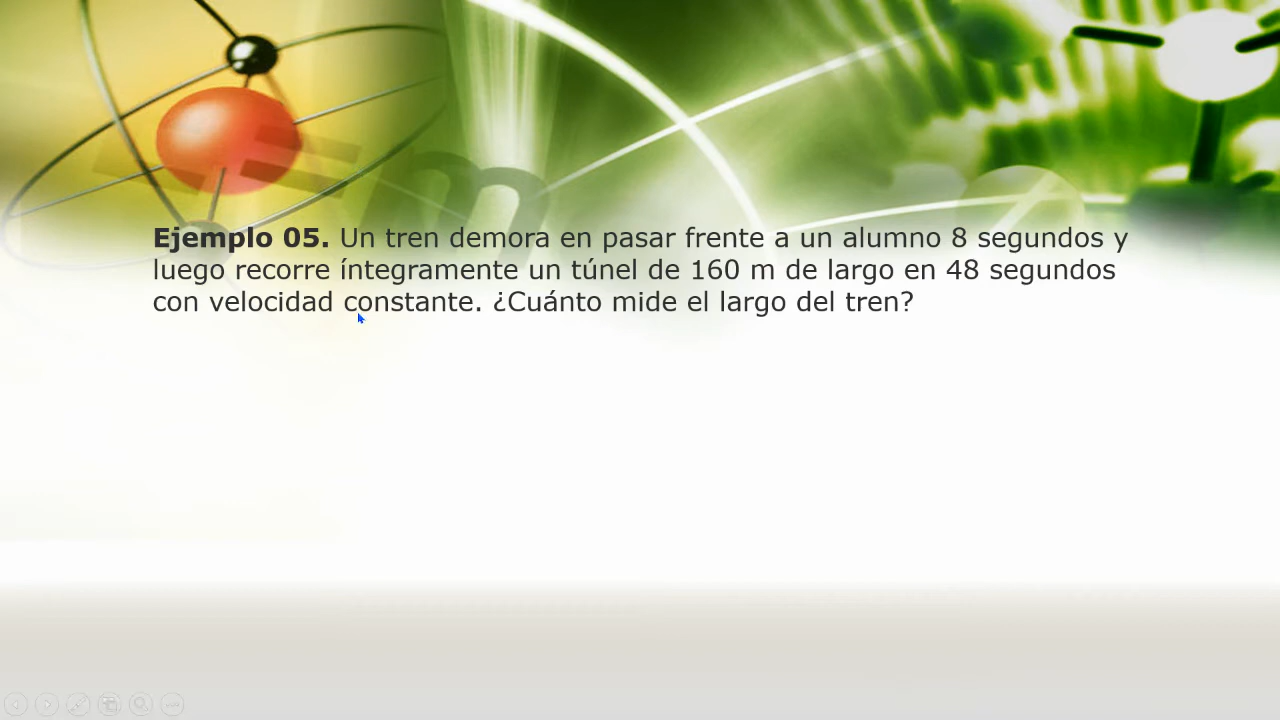 Ejemplo 05. Un tren demora en pasar frente a un alumno 8 segundos y
luego recorre íntegramente un túnel de 160 m de largo en 48 segundos
con velocidad constante. ¿Cuánto mide el largo del tren?